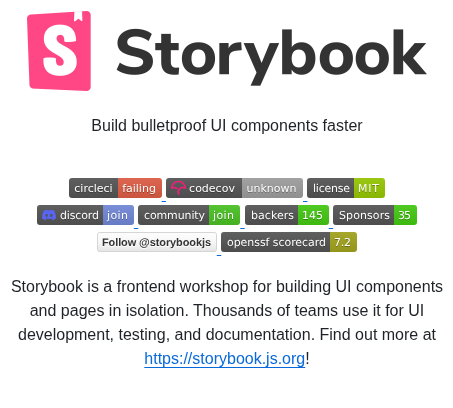 S Storybook
Build bulletproof UI components faster
circleci failing codecov unknown license MIT
discord join community join backers 145 Sponsors 35
Follow @storybookjs openssf scorecard 7.2
Storybook is a frontend workshop for building UI components
and pages in isolation. Thousands of teams use it for UI
development, testing, and documentation. Find out more at
https://storybook.js.org!